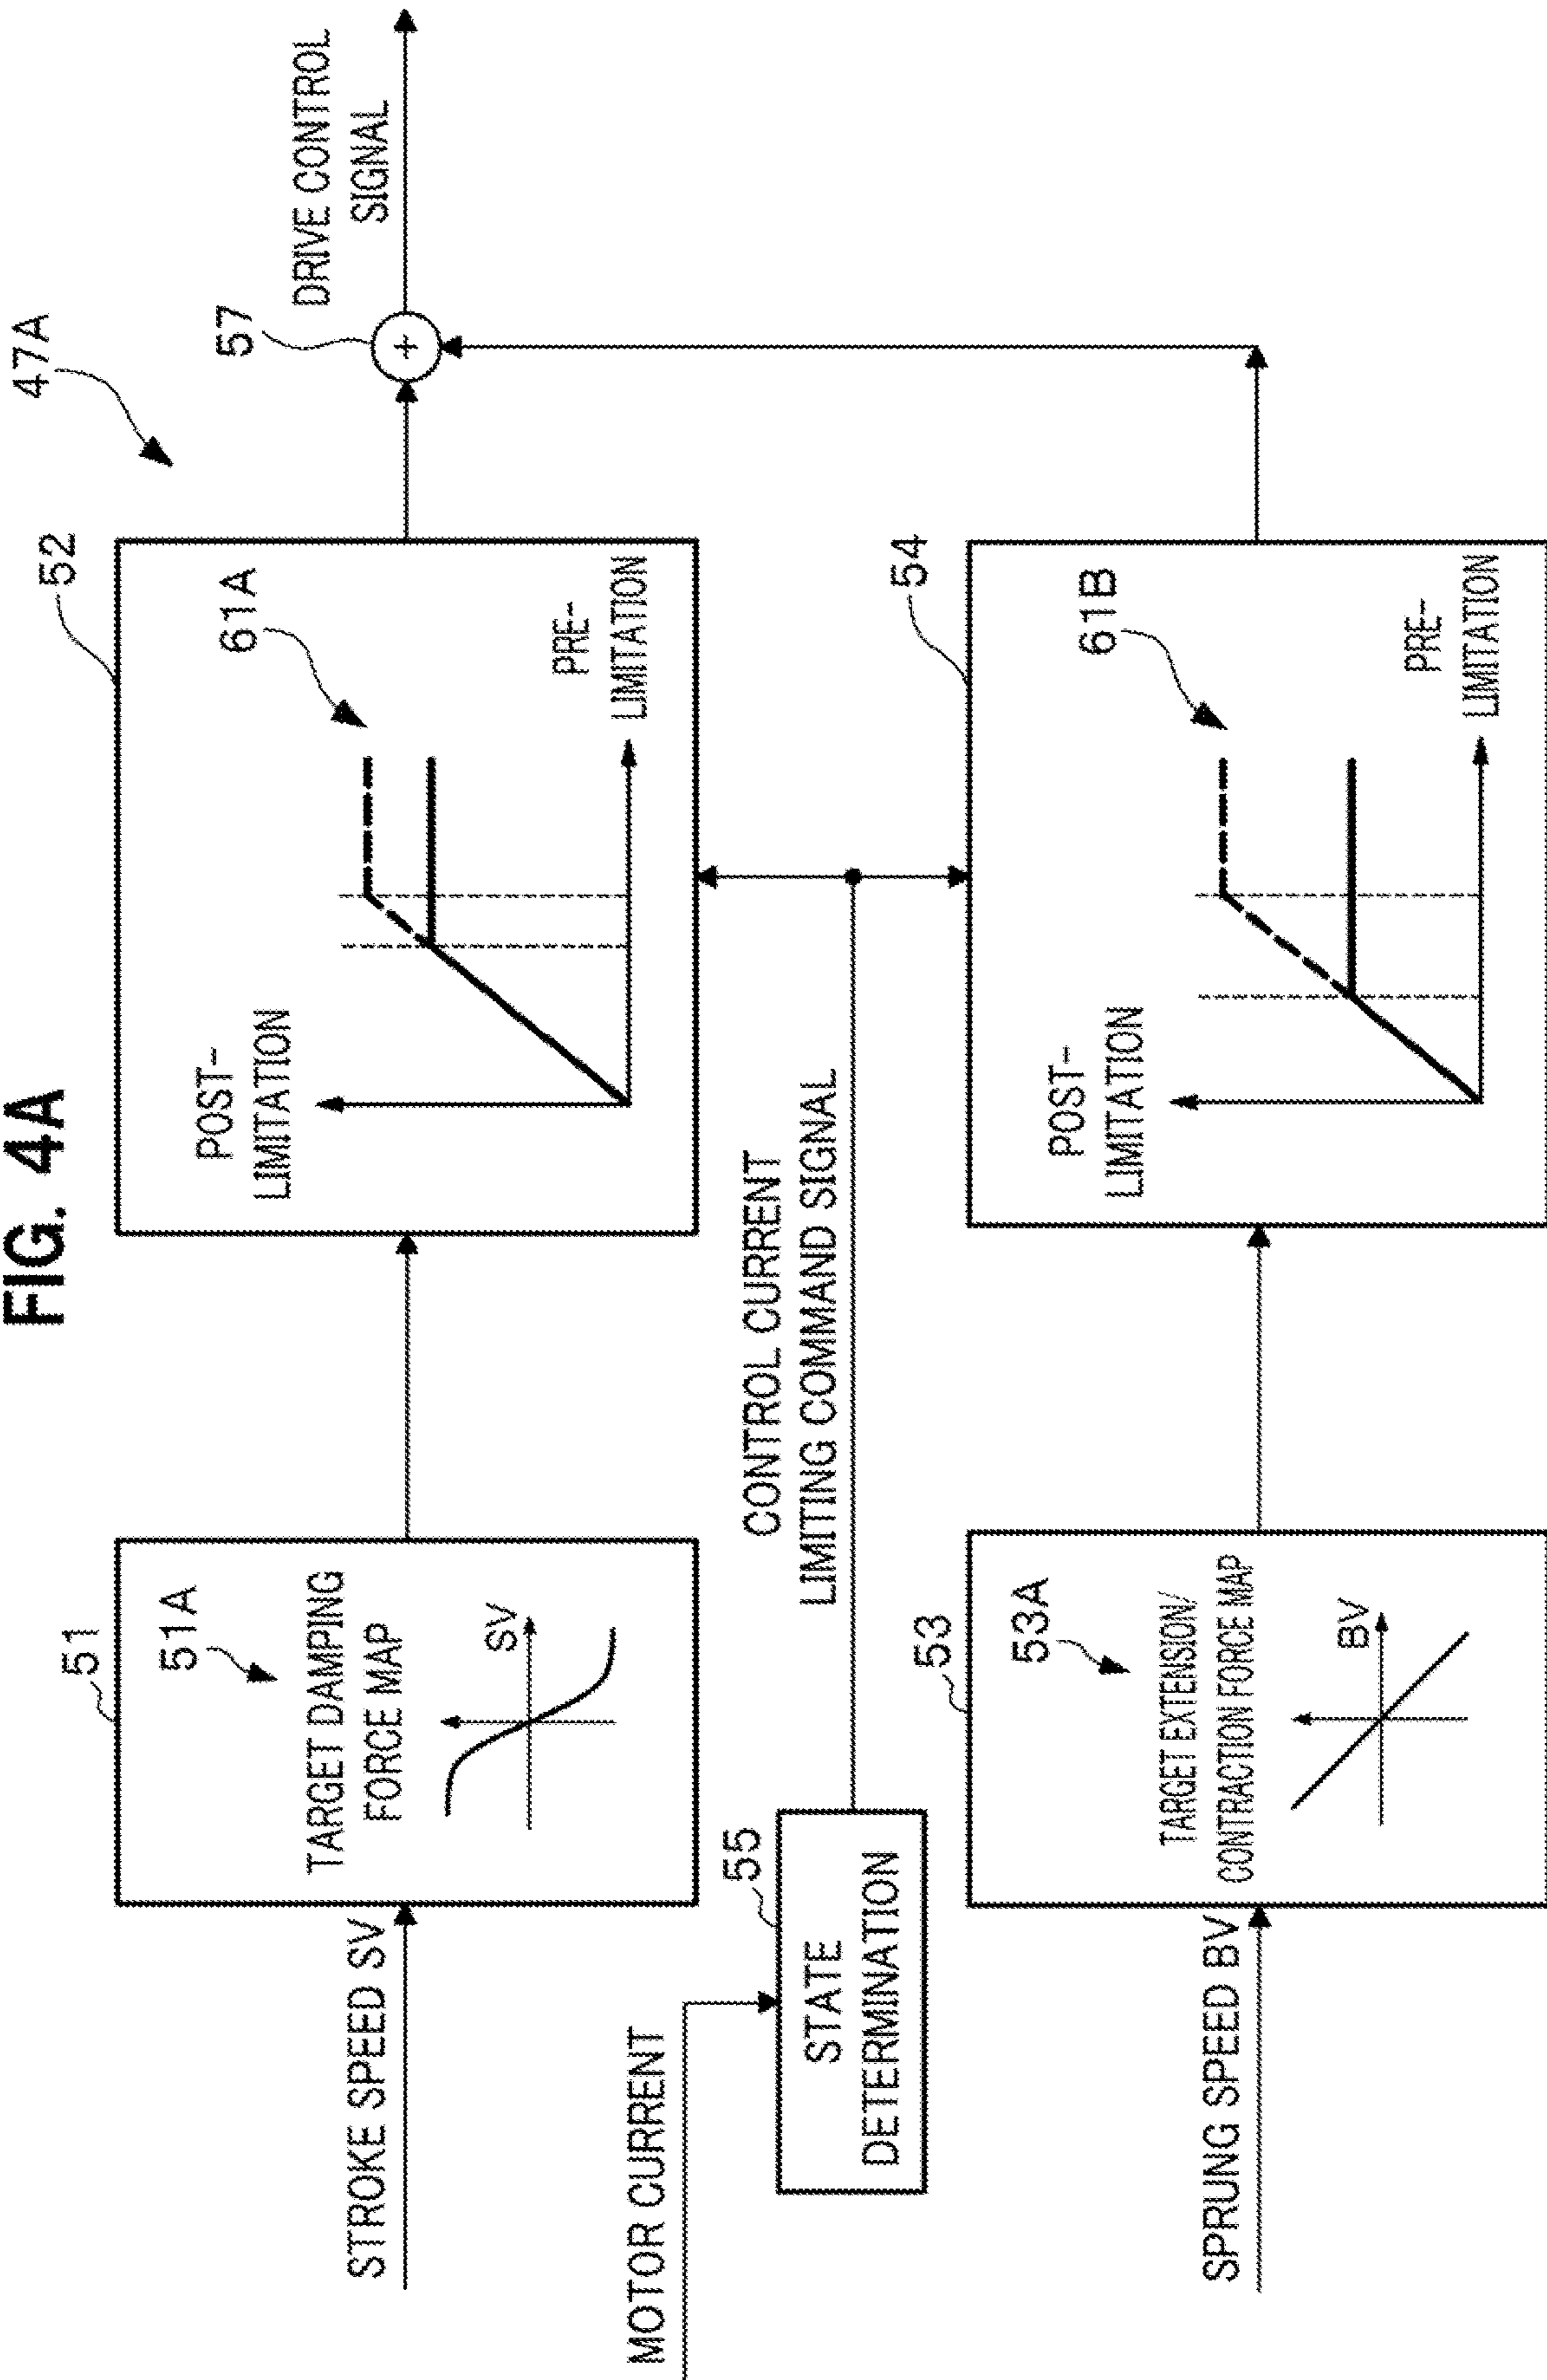 FIG. 4A
47A
STROKE SPEED SV
51
51A
TARGET DAMPING
FORCE MAP
SV
52
POST-
LIMITATION
61A
PRE-
LIMITATION
57
+
DRIVE CONTROL
SIGNAL
MOTOR CURRENT
55
STATE
DETERMINATION
CONTROL CURRENT
LIMITING COMMAND SIGNAL
SPRUNG SPEED BV
53
53A
TARGET EXTENSION/
CONTRACTION FORCE MAP
BV
54
POST-
LIMITATION
61B
PRE-
LIMITATION